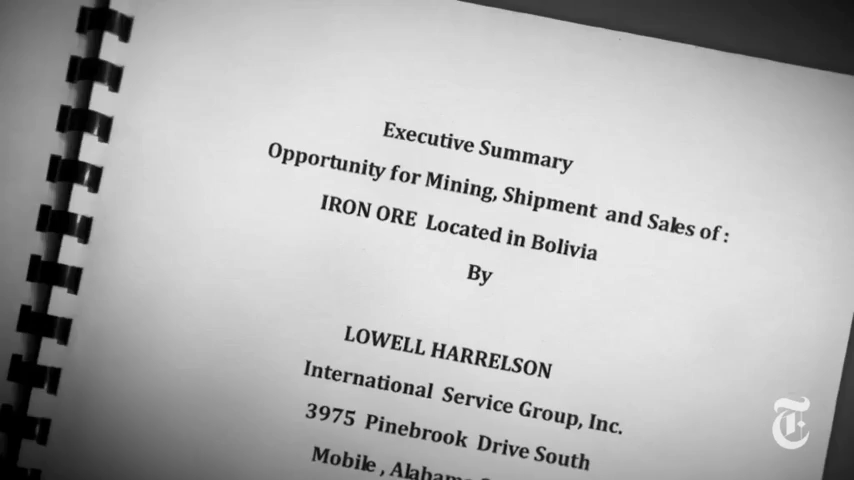 Executive Summary
Opportunity for Mining, Shipment and Sales of :
IRON ORE Located in Bolivia
By
LOWELL HARRELSON
International Service Group, Inc.
3975 Pinebrook Drive South
Mobile , Alabama